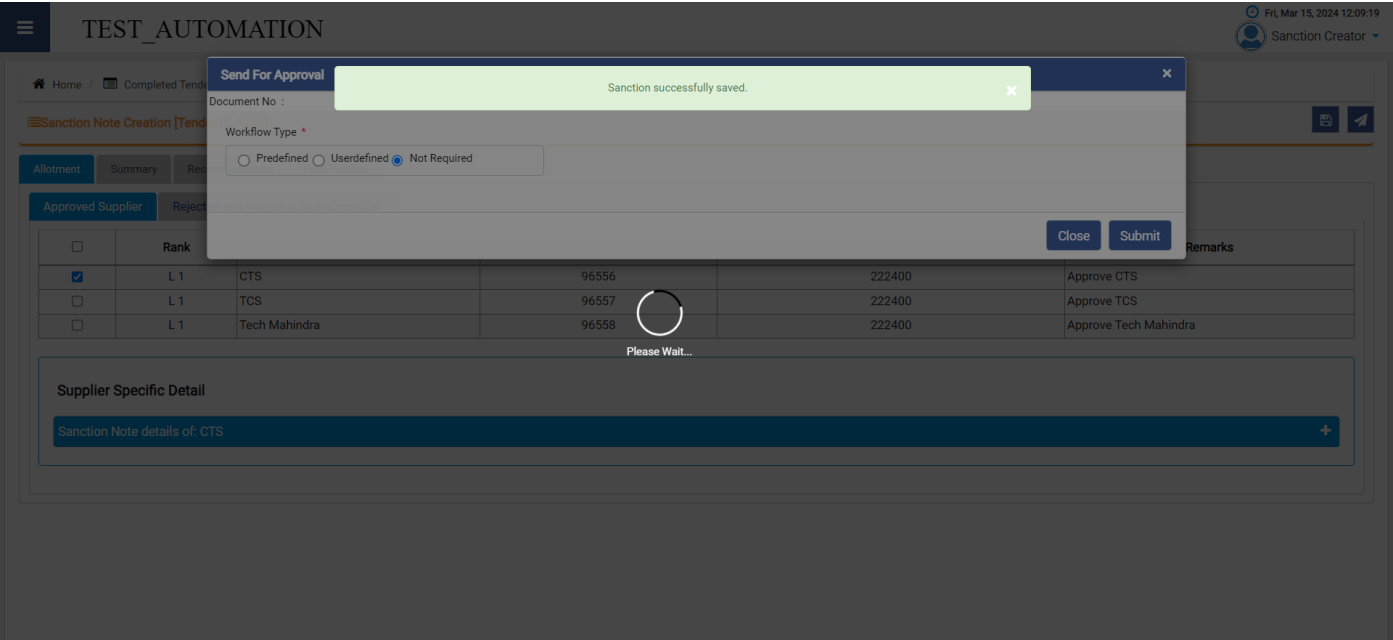 Fri, Mar 15, 2024 12:09:19
TEST_AUTOMATION
Sanction Creator
Send For Approval
×
Sanction successfully saved.
×
Home / Completed Tende
Document No :
Sanction Note Creation [Tend
Workflow Type *
Predefined Userdefined Not Required
Allotment Summary Rec
Approved Supplier Reject
Close Submit
Rank Remarks
L 1 CTS 96556 222400 Approve CTS
L 1 TCS 96557 222400 Approve TCS
L 1 Tech Mahindra 96558 222400 Approve Tech Mahindra
Please Wait...
Supplier Specific Detail
Sanction Note details of: CTS +